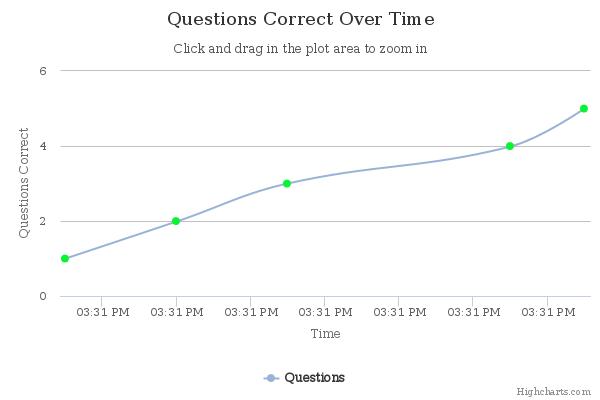 Questions Correct Over Time
Click and drag in the plot area to zoom in
Questions Correct
6
4
2
0
03:31 PM 03:31 PM 03:31 PM 03:31 PM 03:31 PM 03:31 PM 03:31 PM
Time
Questions
Highcharts.com